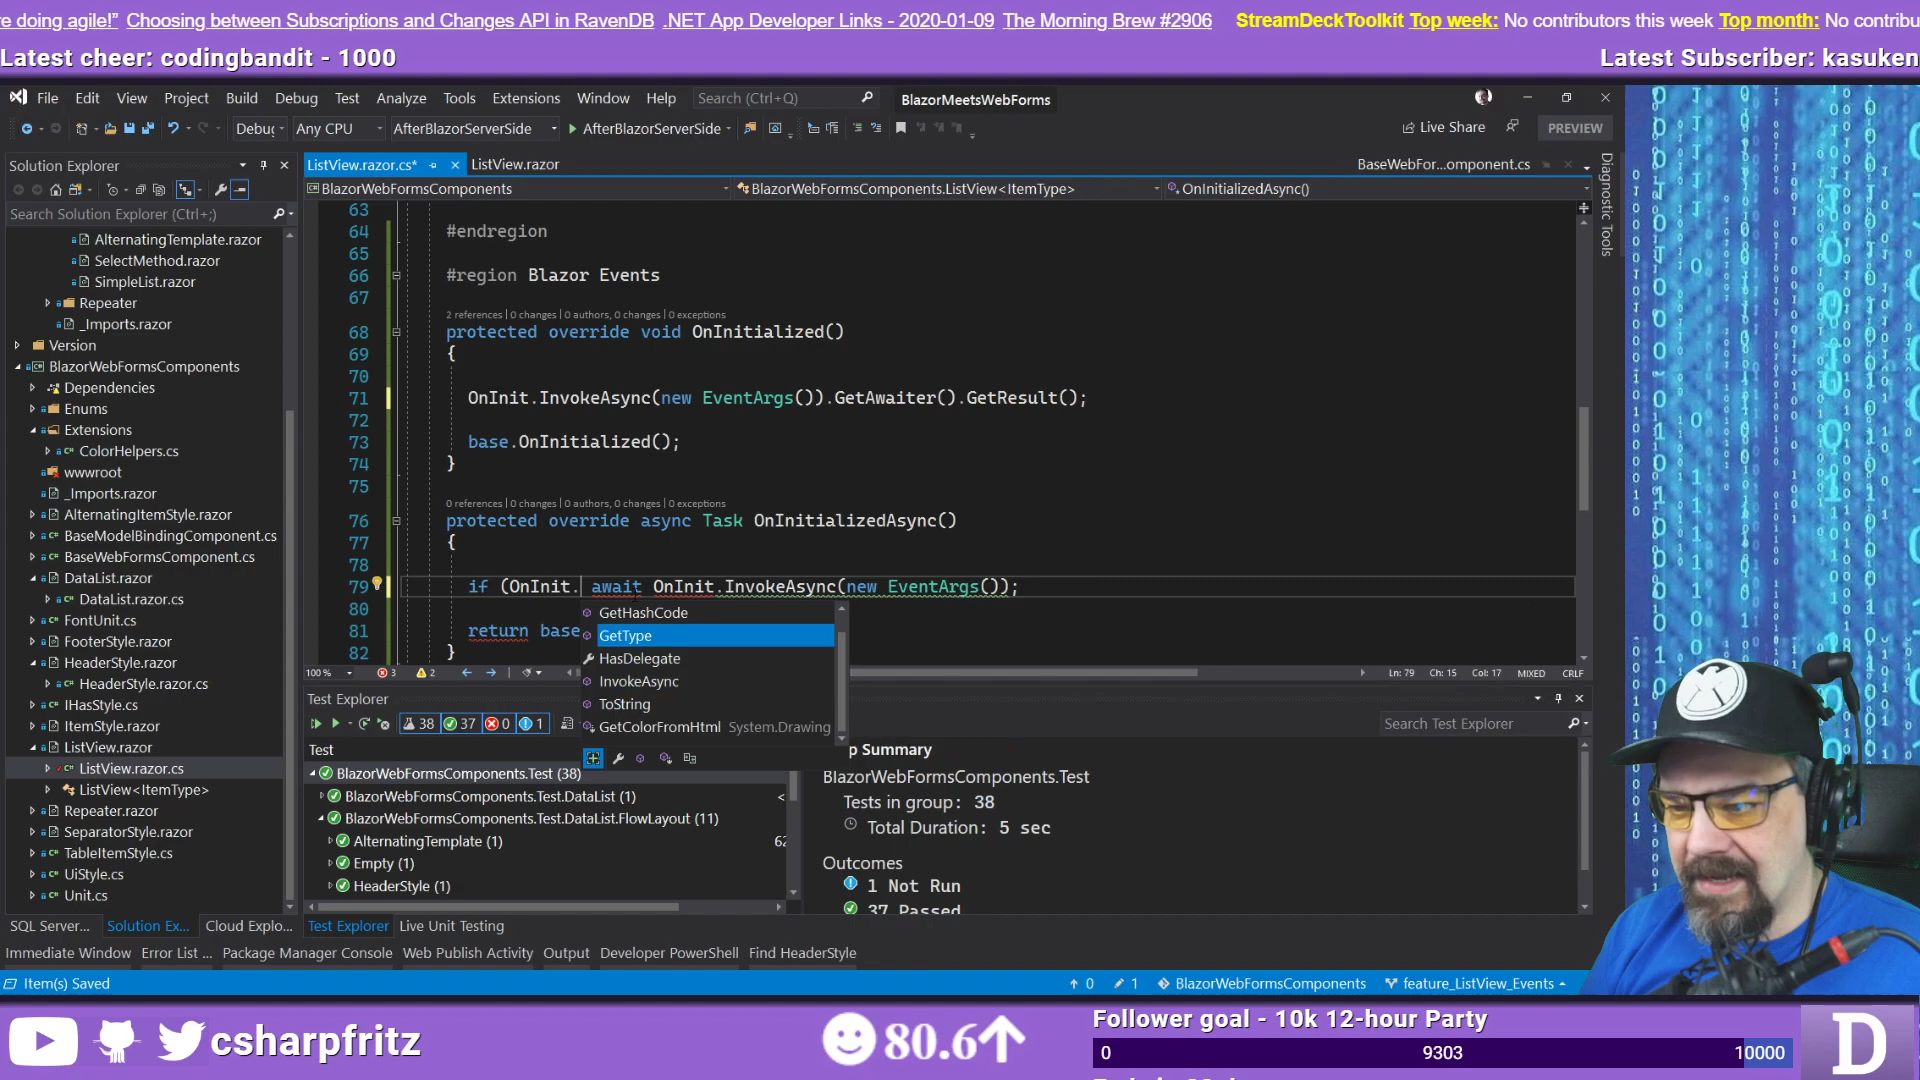 e doing agile!" Choosing between Subscriptions and Changes API in RavenDB .NET App Developer Links - 2020-01-09 The Morning Brew #2906 StreamDeckToolkit Top week: No contributors this week Top month: No contribu
Latest cheer: codingbandit - 1000 Latest Subscriber: kasuken
File Edit View Project Build Debug Test Analyze Tools Extensions Window Help Search (Ctrl+Q) BlazorMeetsWebForms
Debug Any CPU AfterBlazorServerSide AfterBlazorServerSide Live Share PREVIEW
Solution Explorer
Search Solution Explorer (Ctrl+;)
AlternatingTemplate.razor
SelectMethod.razor
SimpleList.razor
Repeater
_Imports.razor
Version
BlazorWebFormsComponents
Dependencies
Enums
Extensions
ColorHelpers.cs
wwwroot
_Imports.razor
AlternatingItemStyle.razor
BaseModelBindingComponent.cs
BaseWebFormsComponent.cs
DataList.razor
DataList.razor.cs
FontUnit.cs
FooterStyle.razor
HeaderStyle.razor
HeaderStyle.razor.cs
IHasStyle.cs
ItemStyle.razor
ListView.razor
ListView.razor.cs
ListView<ItemType>
Repeater.razor
SeparatorStyle.razor
TableItemStyle.cs
UiStyle.cs
Unit.cs
SQL Server... Solution Ex... Cloud Explo...
ListView.razor.cs* ListView.razor BaseWebFor...omponent.cs
BlazorWebFormsComponents BlazorWebFormsComponents.ListView<ItemType> OnInitializedAsync()
Diagnostic Tools
63
64 #endregion
65
66 #region Blazor Events
67
2 references | 0 changes | 0 authors, 0 changes | 0 exceptions
68 protected override void OnInitialized()
69 {
70
71 OnInit.InvokeAsync(new EventArgs()).GetAwaiter().GetResult();
72
73 base.OnInitialized();
74 }
75
0 references | 0 changes | 0 authors, 0 changes | 0 exceptions
76 protected override async Task OnInitializedAsync()
77 {
78
79 if (OnInit. await OnInit.InvokeAsync(new EventArgs());
80
81 return base
82 }
GetHashCode
GetType
HasDelegate
InvokeAsync
ToString
GetColorFromHtml System.Drawing
100 % 3 2 Ln: 79 Ch: 15 Col: 17 MIXED CRLF
Test Explorer
38 37 0 1 Search Test Explorer
Test
BlazorWebFormsComponents.Test (38)
BlazorWebFormsComponents.Test.DataList (1) <
BlazorWebFormsComponents.Test.DataList.FlowLayout (11)
AlternatingTemplate (1) 62
Empty (1)
HeaderStyle (1)
p Summary
BlazorWebFormsComponents.Test
Tests in group: 38
Total Duration: 5 sec
Outcomes
1 Not Run
37 Passed
Test Explorer Live Unit Testing
Immediate Window Error List ... Package Manager Console Web Publish Activity Output Developer PowerShell Find HeaderStyle
Item(s) Saved 0 1 BlazorWebFormsComponents feature_ListView_Events
csharpfritz 80.6
Follower goal - 10k 12-hour Party
0 9303 10000
D